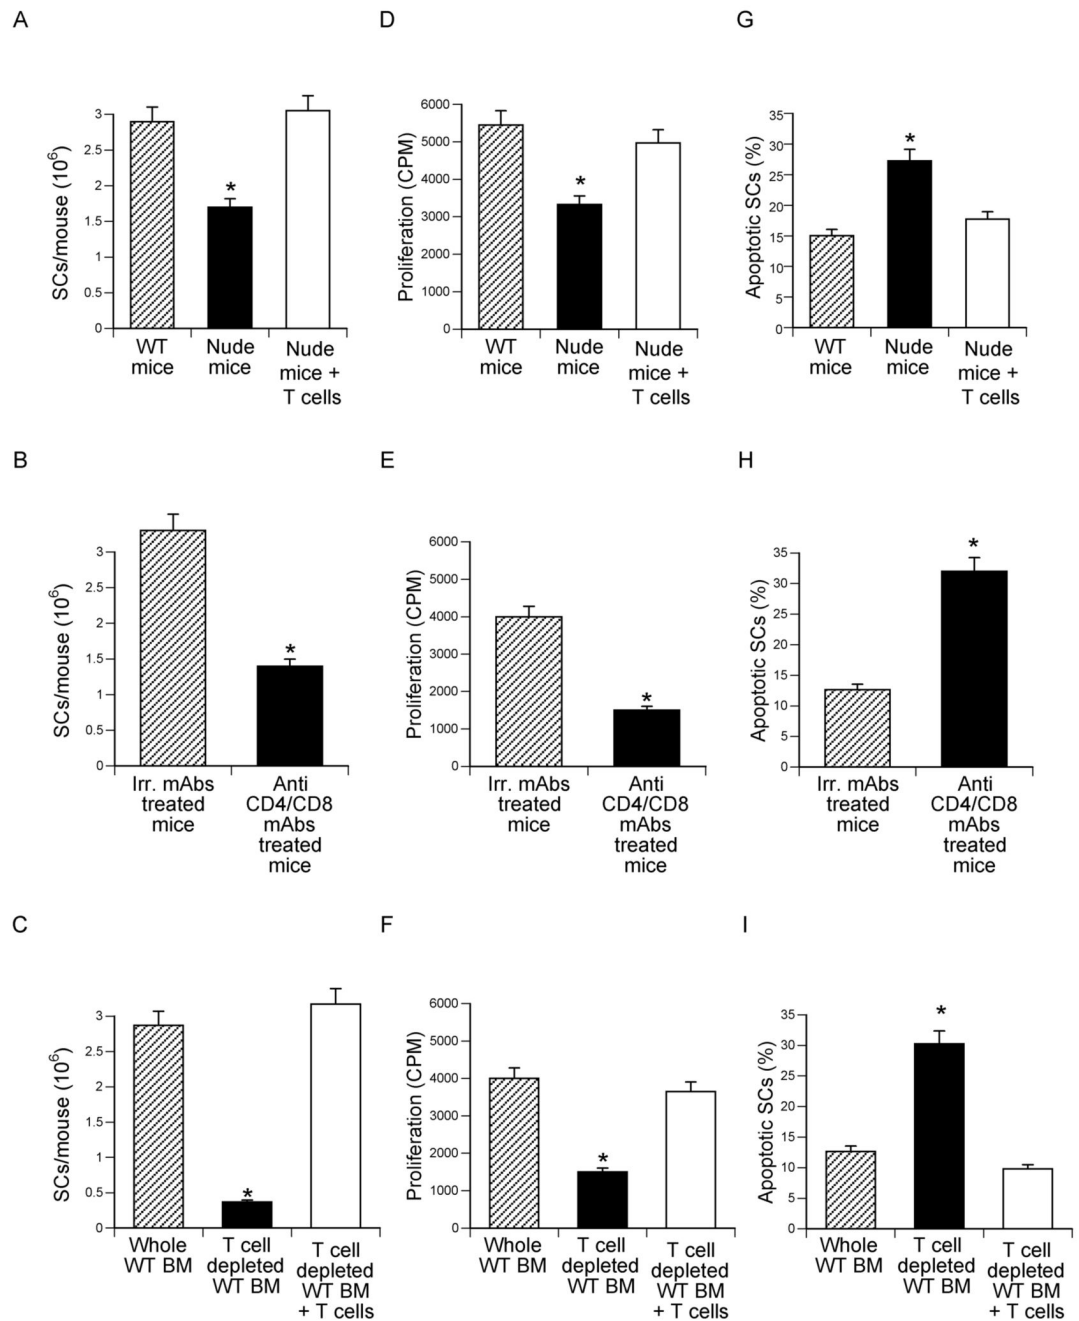 A
D
G
SCs/mouse (10⁶)
3
2.5
2
1.5
1
0.5
0
*
WT
mice
Nude
mice
Nude
mice +
T cells
Proliferation (CPM)
6000
5000
4000
3000
2000
1000
0
*
WT
mice
Nude
mice
Nude
mice +
T cells
Apoptotic SCs (%)
35
30
25
20
15
10
5
0
*
WT
mice
Nude
mice
Nude
mice +
T cells
B
E
H
SCs/mouse (10⁶)
3
2.5
2
1.5
1
0.5
0
*
Irr. mAbs
treated
mice
Anti
CD4/CD8
mAbs
treated
mice
Proliferation (CPM)
6000
5000
4000
3000
2000
1000
0
*
Irr. mAbs
treated
mice
Anti
CD4/CD8
mAbs
treated
mice
Apoptotic SCs (%)
35
30
25
20
15
10
5
0
*
Irr. mAbs
treated
mice
Anti
CD4/CD8
mAbs
treated
mice
C
F
I
SCs/mouse (10⁶)
3
2.5
2
1.5
1
0.5
0
*
Whole
WT BM
T cell
depleted
WT BM
T cell
depleted
WT BM
+ T cells
Proliferation (CPM)
6000
5000
4000
3000
2000
1000
0
*
Whole
WT BM
T cell
depleted
WT BM
T cell
depleted
WT BM
+ T cells
Apoptotic SCs (%)
35
30
25
20
15
10
5
0
*
Whole
WT BM
T cell
depleted
WT BM
T cell
depleted
WT BM
+ T cells